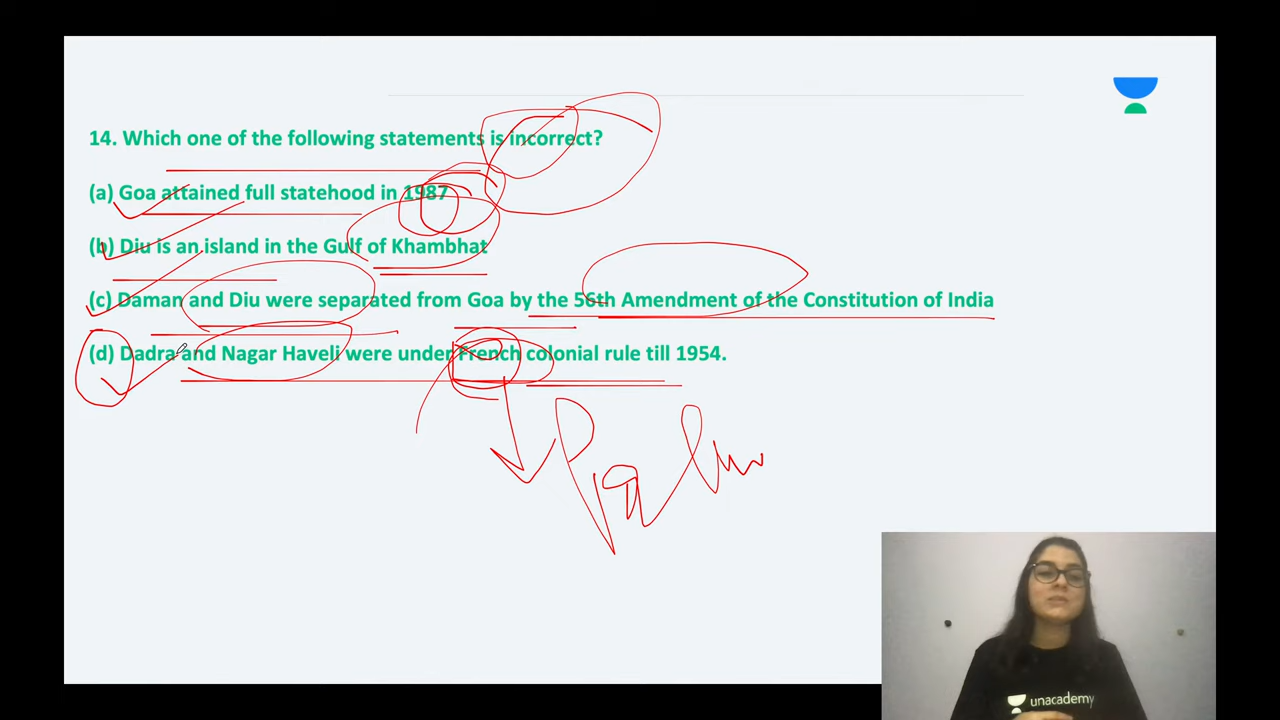 14. Which one of the following statements is incorrect?
(a) Goa attained full statehood in 1987
(b) Diu is an island in the Gulf of Khambhat
(c) Daman and Diu were separated from Goa by the 56th Amendment of the Constitution of India
(d) Dadra and Nagar Haveli were under French colonial rule till 1954.
unacademy